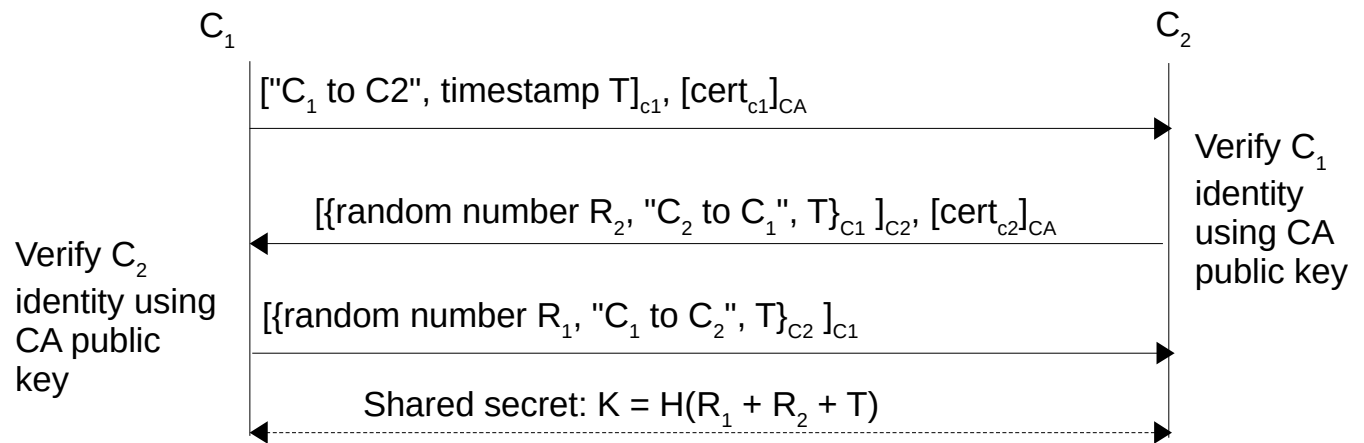 C₁
C₂
["C₁ to C2", timestamp T]c1, [certc1]CA
Verify C₁
identity
using CA
public key
[{random number R₂, "C₂ to C₁", T}C1 ]C2, [certc2]CA
Verify C₂
identity using
CA public
key
[{random number R₁, "C₁ to C₂", T}C2 ]C1
Shared secret: K = H(R₁ + R₂ + T)